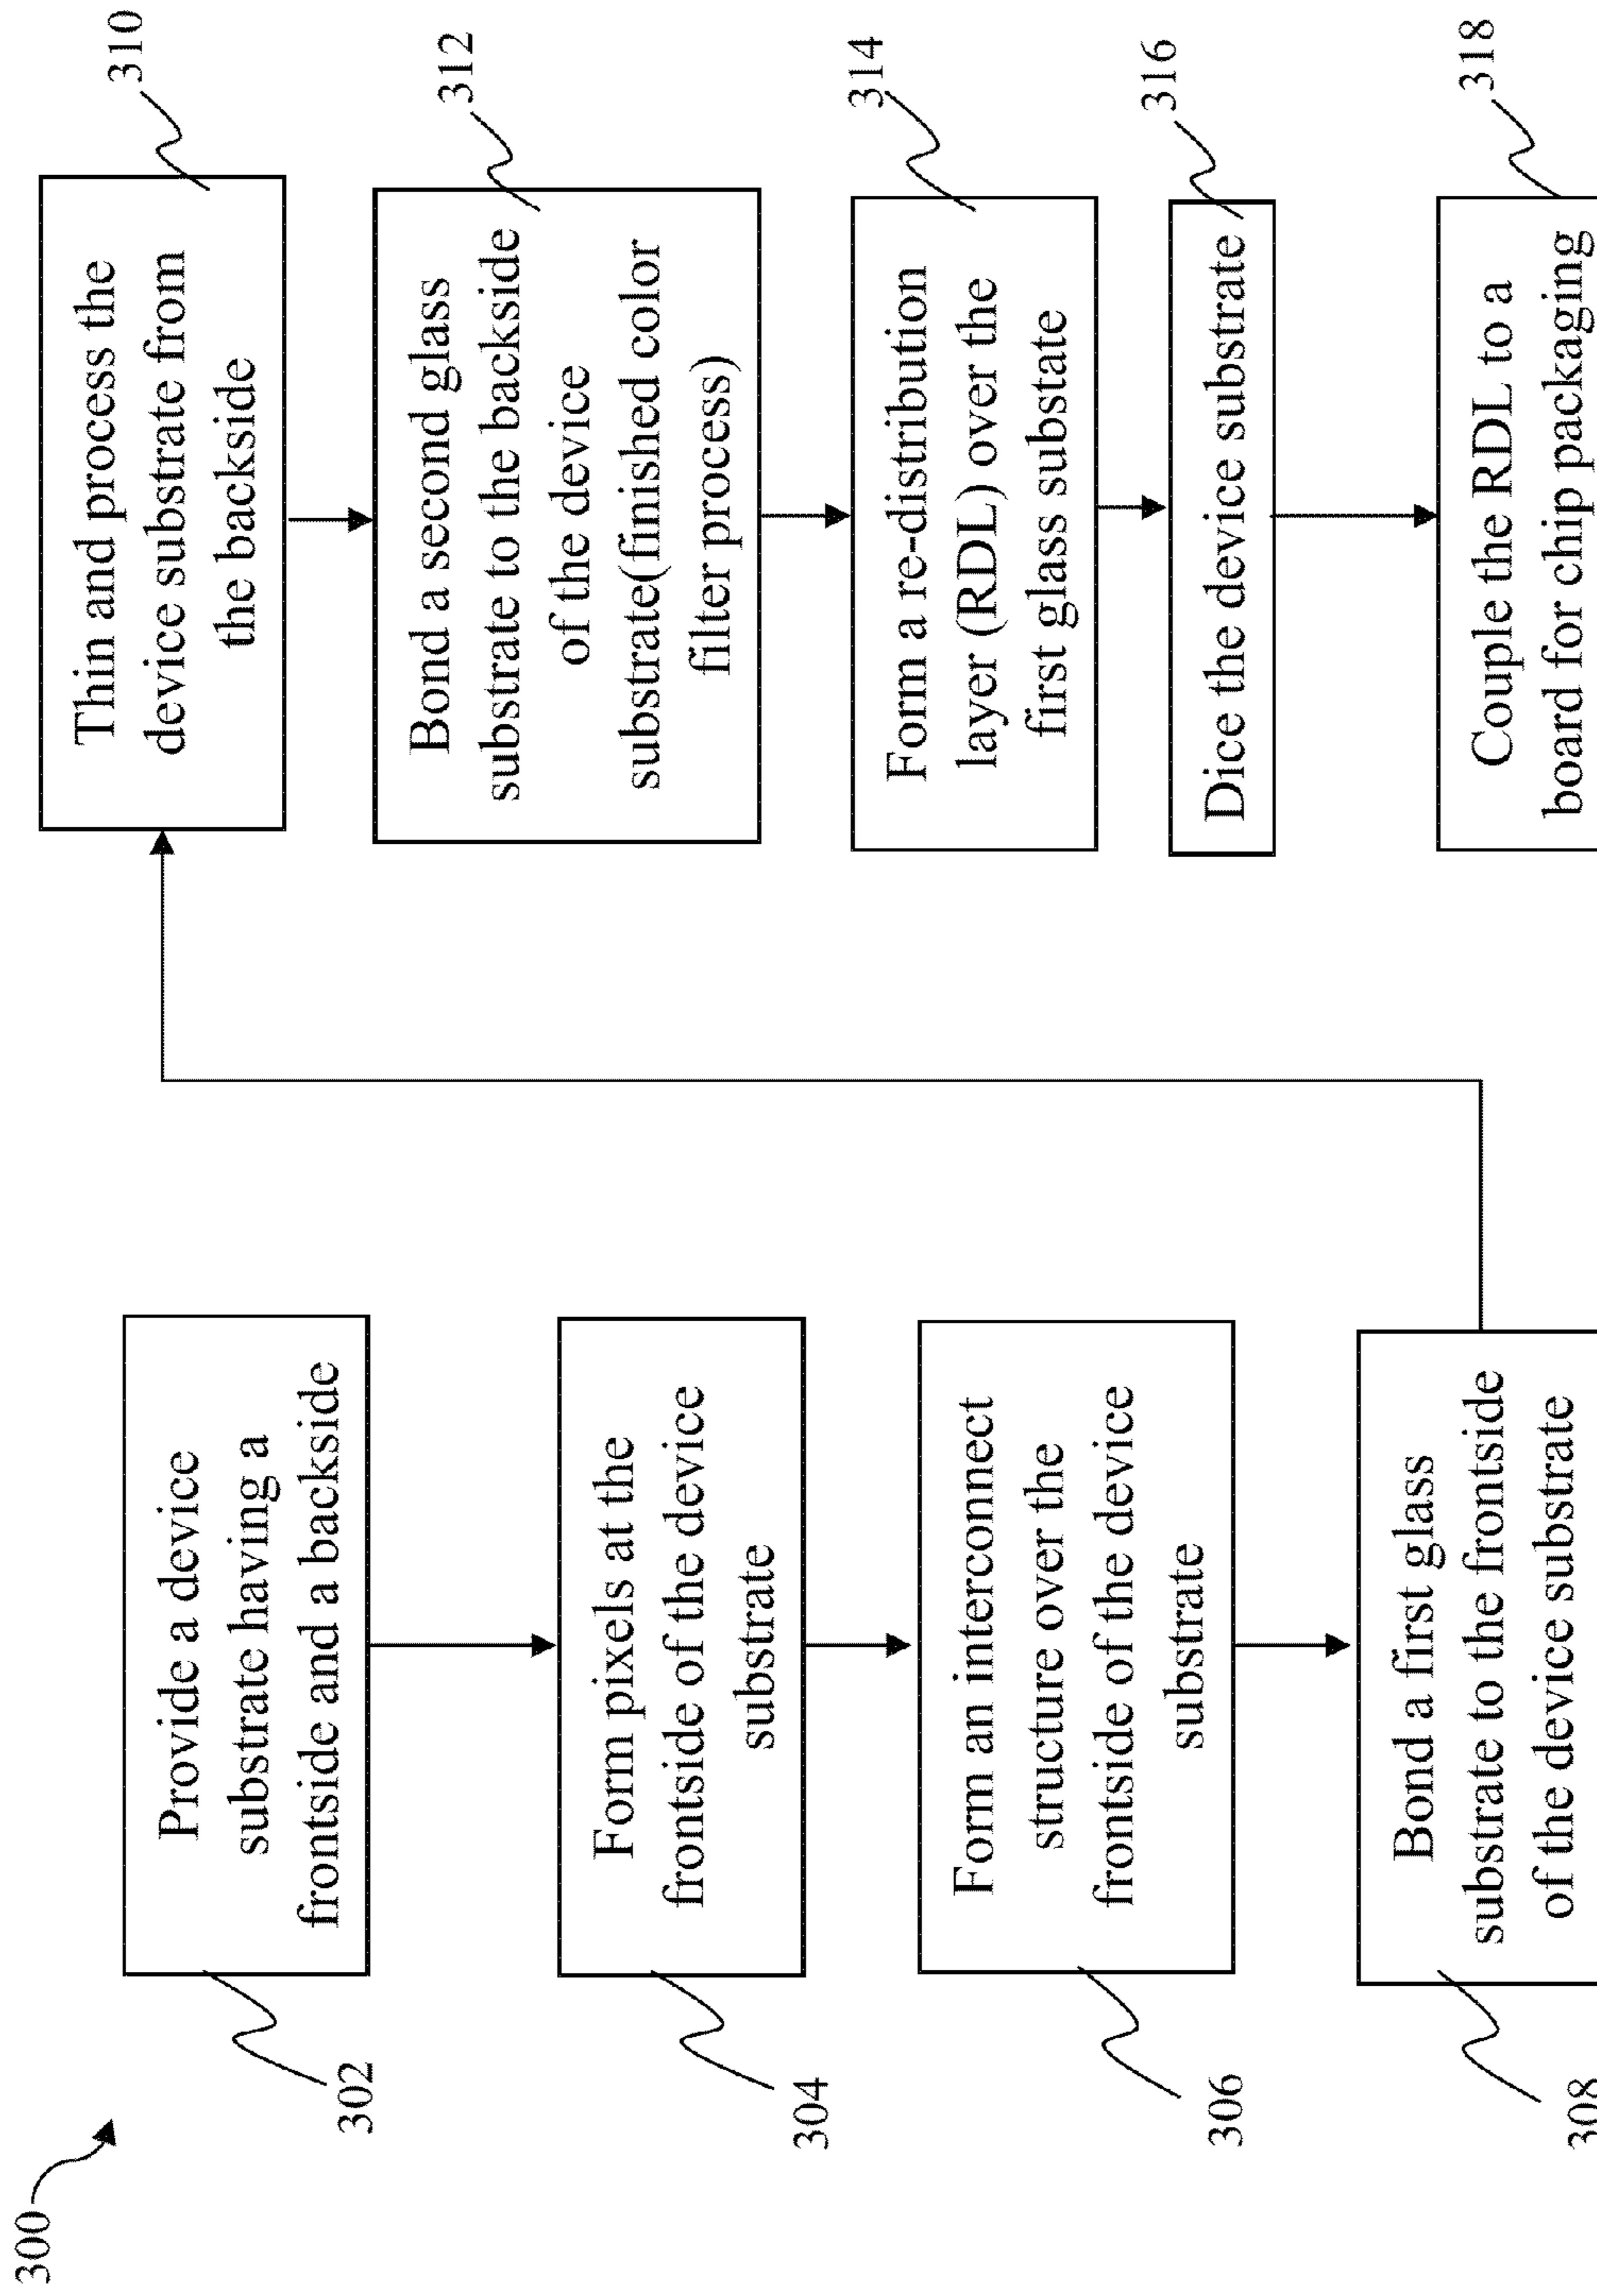 300
302
Provide a device
substrate having a
frontside and a backside
304
Form pixels at the
frontside of the device
substrate
306
Form an interconnect
structure over the
frontside of the device
substrate
308
Bond a first glass
substrate to the frontside
of the device substrate
310
Thin and process the
device substrate from
the backside
312
Bond a second glass
substrate to the backside
of the device
substrate(finished color
filter process)
314
Form a re-distribution
layer (RDL) over the
first glass substate
316
Dice the device substrate
318
Couple the RDL to a
board for chip packaging